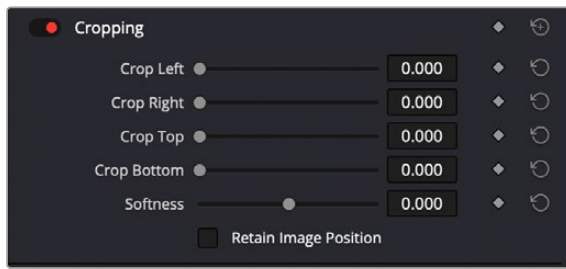 Cropping
Crop Left 0.000
Crop Right 0.000
Crop Top 0.000
Crop Bottom 0.000
Softness 0.000
Retain Image Position